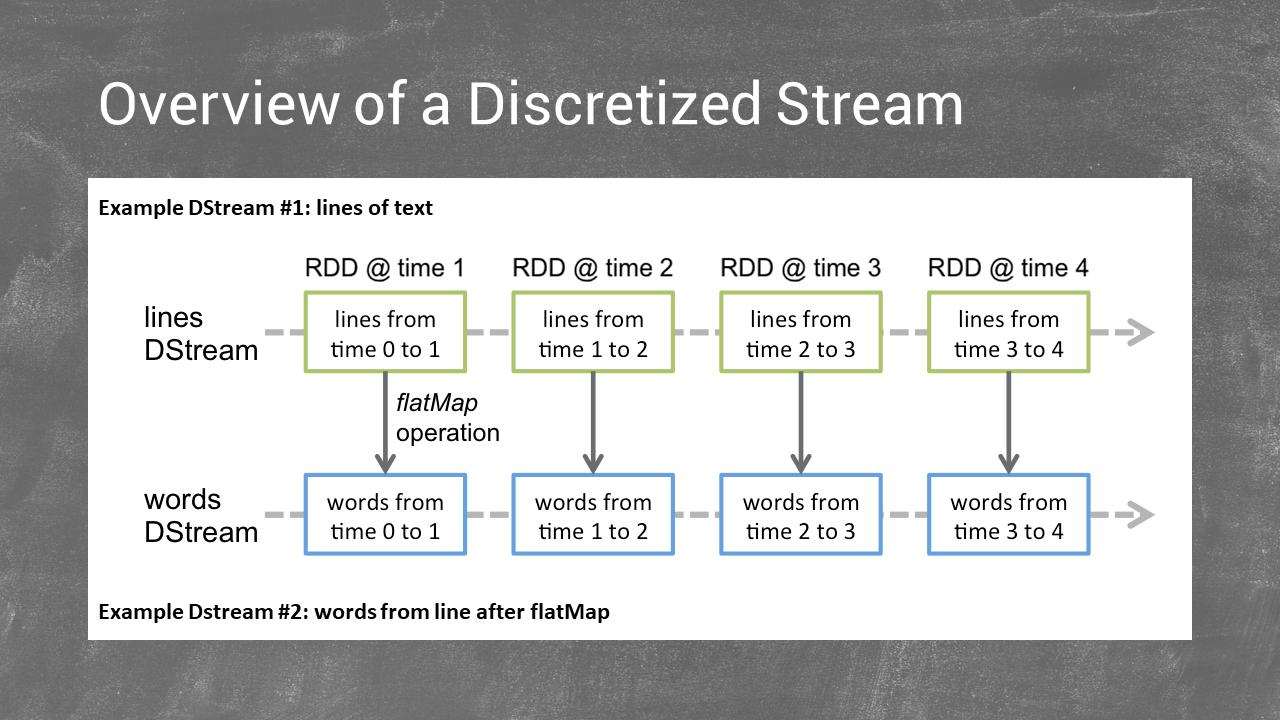 Overview of a Discretized Stream
Example DStream #1: lines of text
RDD @ time 1 RDD @ time 2 RDD @ time 3 RDD @ time 4
lines
DStream
lines from
time 0 to 1
lines from
time 1 to 2
lines from
time 2 to 3
lines from
time 3 to 4
flatMap
operation
words
DStream
words from
time 0 to 1
words from
time 1 to 2
words from
time 2 to 3
words from
time 3 to 4
Example Dstream #2: words from line after flatMap